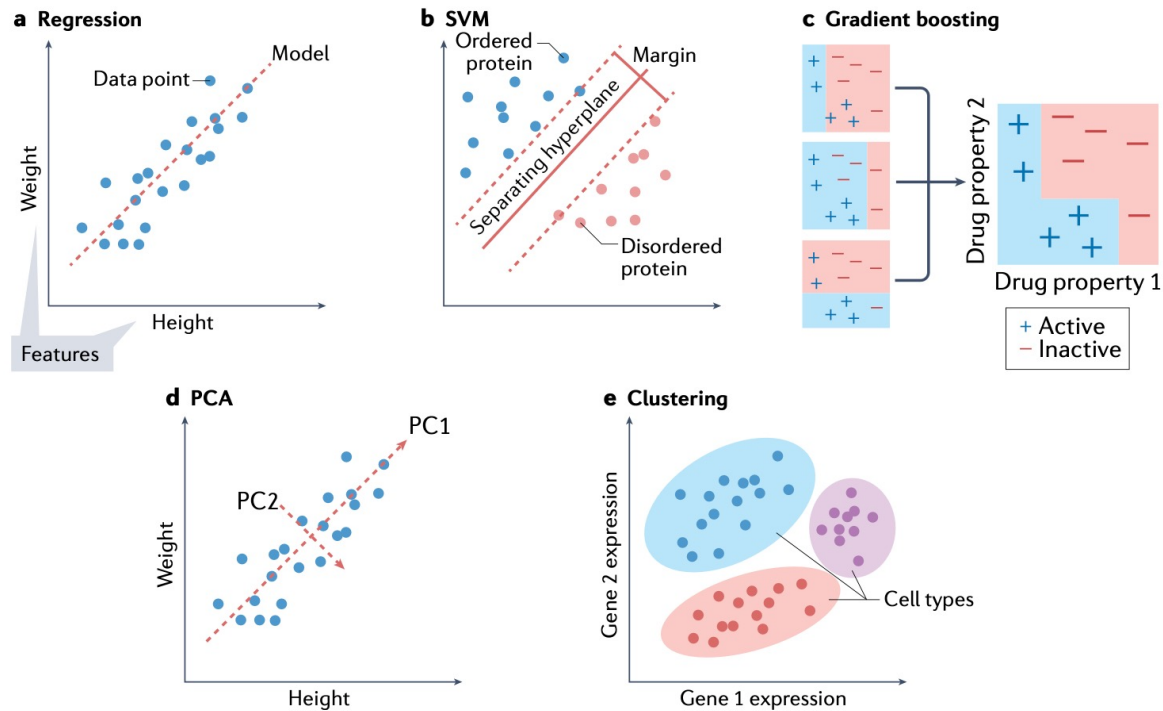 a Regression
Data point
Model
Weight
Height
Features
b SVM
Ordered
protein
Margin
Separating hyperplane
Disordered
protein
c Gradient boosting
Drug property 2
Drug property 1
+ Active
− Inactive
d PCA
PC1
PC2
Weight
Height
e Clustering
Gene 2 expression
Cell types
Gene 1 expression